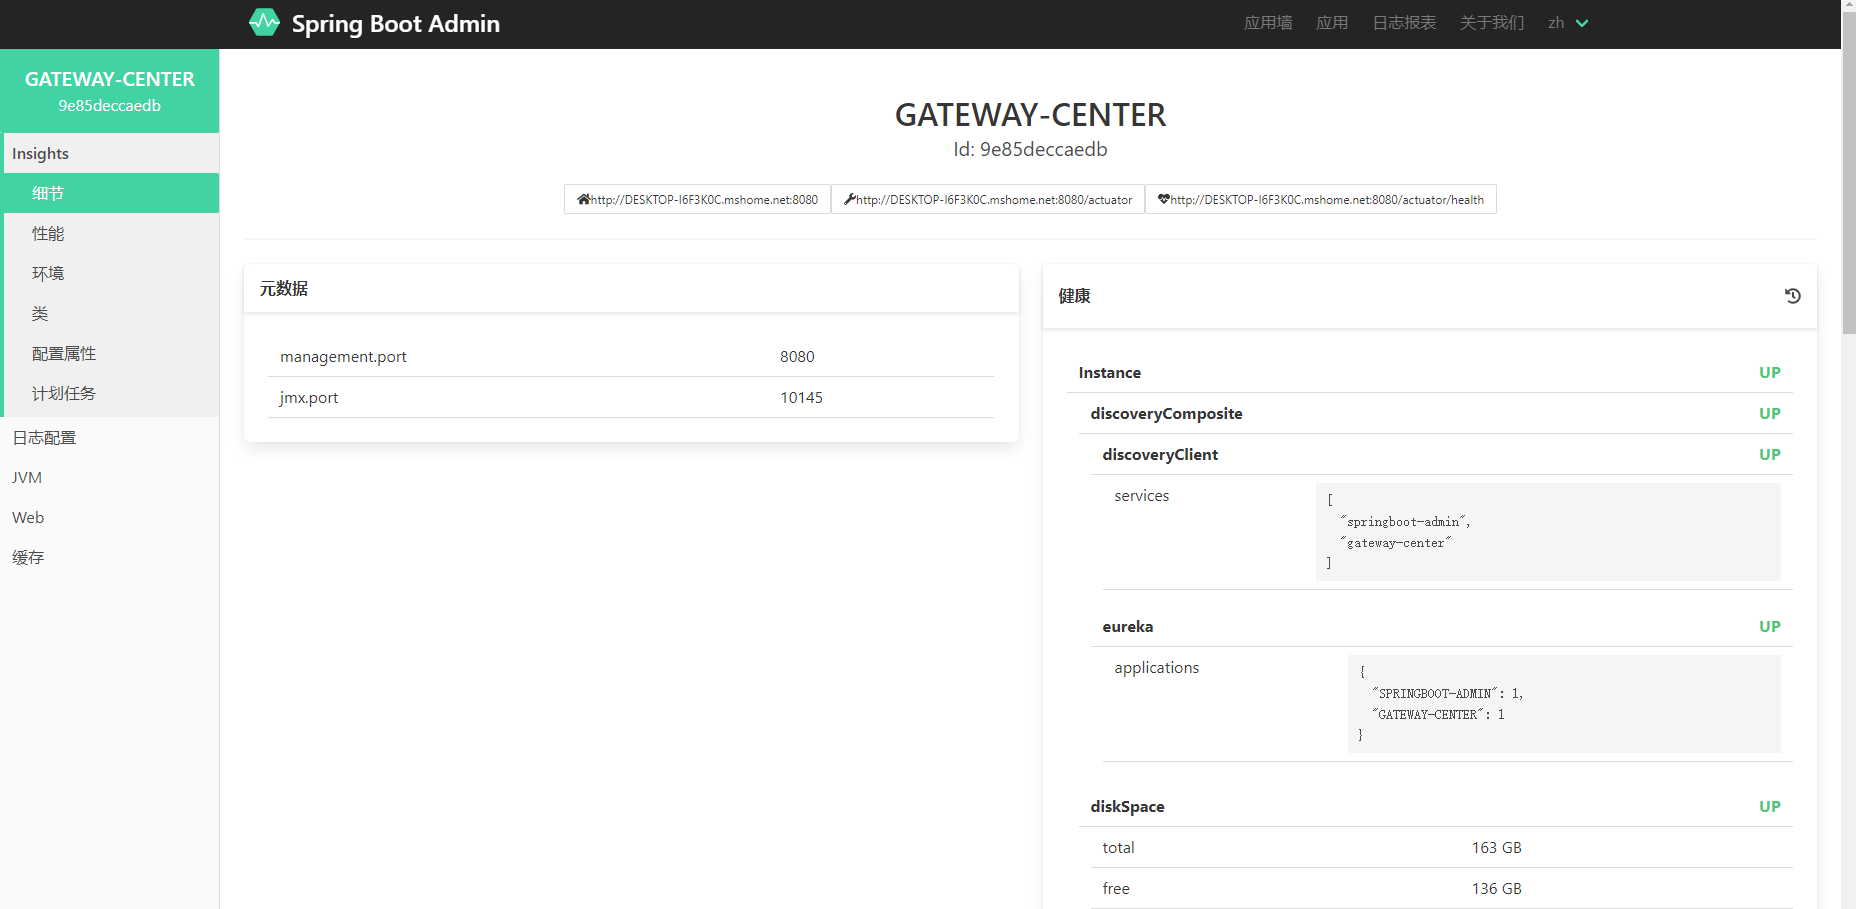 Spring Boot Admin
应用墙 应用 日志报表 关于我们 zh
GATEWAY-CENTER
9e85deccaedb
Insights
细节
性能
环境
类
配置属性
计划任务
日志配置
JVM
Web
缓存
GATEWAY-CENTER
Id: 9e85deccaedb
http://DESKTOP-I6F3K0C.mshome.net:8080 http://DESKTOP-I6F3K0C.mshome.net:8080/actuator http://DESKTOP-I6F3K0C.mshome.net:8080/actuator/health
元数据
management.port 8080
jmx.port 10145
健康
Instance UP
discoveryComposite UP
discoveryClient UP
services [
"springboot-admin",
"gateway-center"
]
eureka UP
applications {
"SPRINGBOOT-ADMIN": 1,
"GATEWAY-CENTER": 1
}
diskSpace UP
total 163 GB
free 136 GB